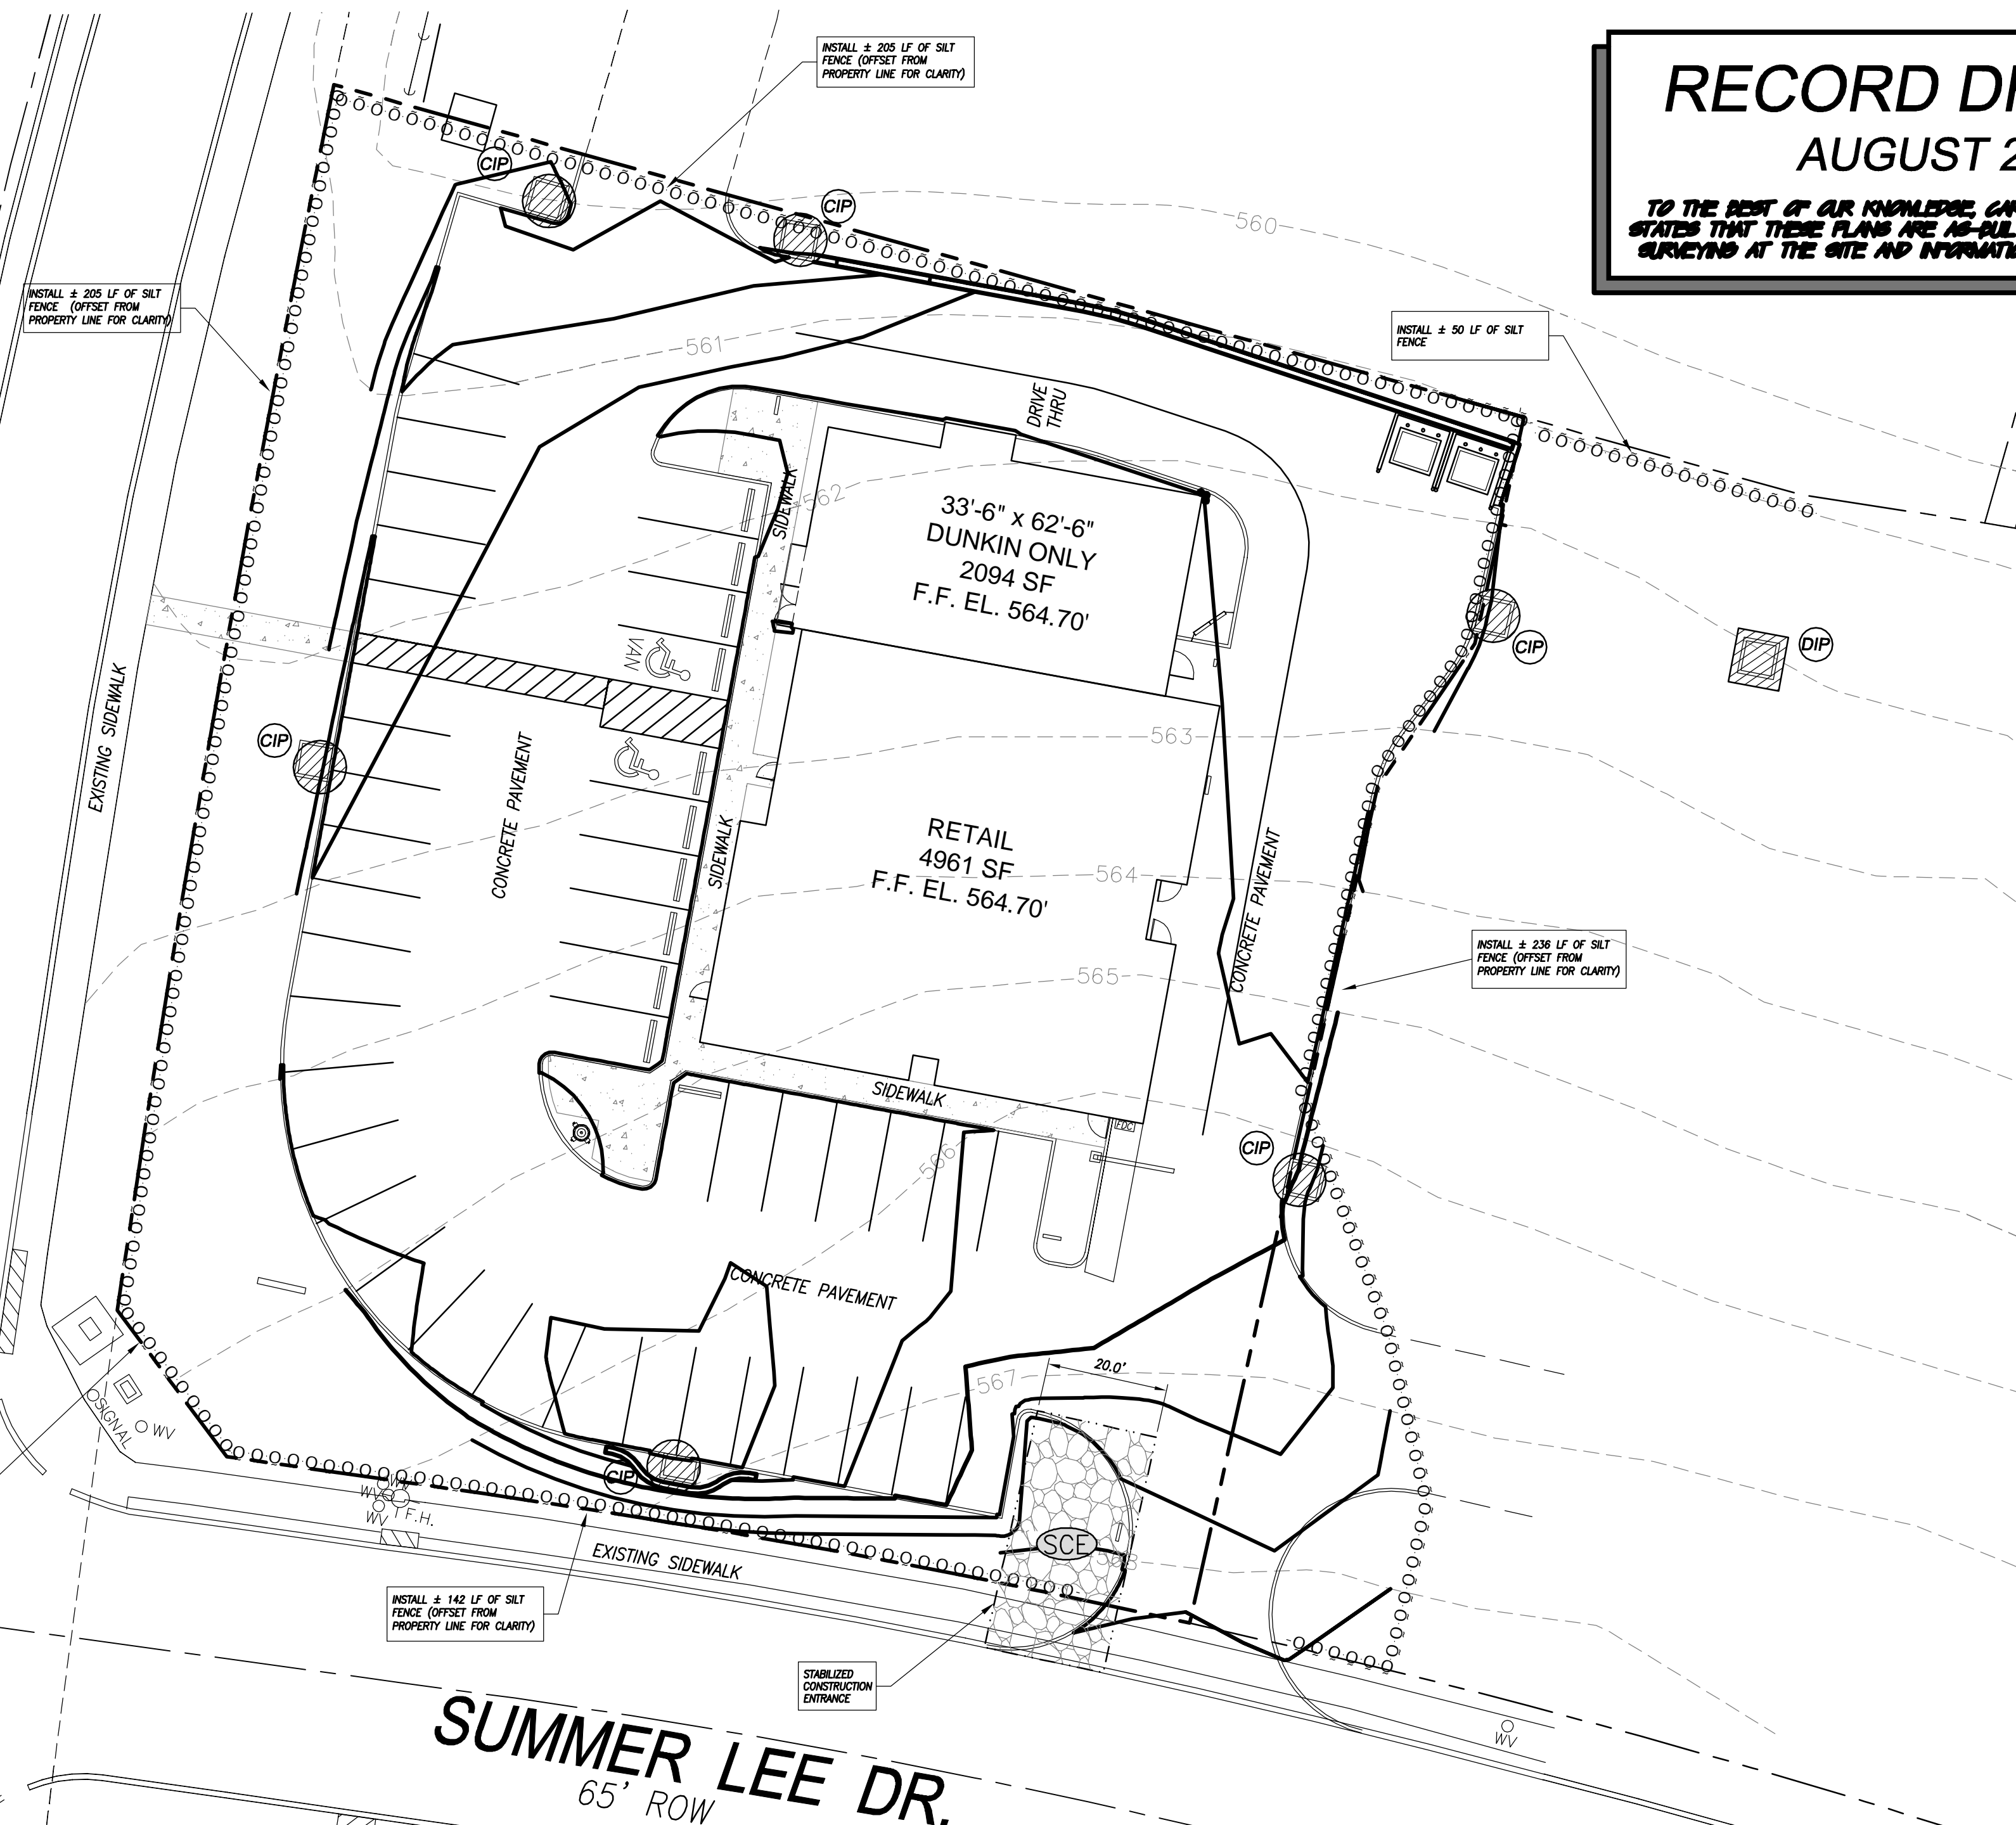 INSTALL ± 205 LF OF SILT
FENCE (OFFSET FROM
PROPERTY LINE FOR CLARITY)
RECORD
AUGUST
TO THE BEST OF OUR KNOWLEDGE,
STATES THAT THESE PLANS ARE
SURVEYING AT THE SITE AND
CIP
CIP
560
INSTALL ± 205 LF OF SILT
FENCE (OFFSET FROM
PROPERTY LINE FOR CLARITY)
INSTALL ± 50 LF OF SILT
FENCE
561
DRIVE
THRU
562
SIDEWALK
33'-6" x 62'-6"
DUNKIN ONLY
2094 SF
F.F. EL. 564.70'
VAN
CIP
DIP
EXISTING SIDEWALK
CIP
563
CONCRETE PAVEMENT
SIDEWALK
RETAIL
4961 SF
F.F. EL. 564.70'
564
CONCRETE PAVEMENT
565
INSTALL ± 236 LF OF SILT
FENCE (OFFSET FROM
PROPERTY LINE FOR CLARITY)
SIDEWALK
FDC
CIP
566
CONCRETE PAVEMENT
20.0'
567
SIGNAL
WV
CIP
WV
WV
WV
F.H.
SCE
568
EXISTING SIDEWALK
INSTALL ± 142 LF OF SILT
FENCE (OFFSET FROM
PROPERTY LINE FOR CLARITY)
STABILIZED
CONSTRUCTION
ENTRANCE
WV
SUMMER LEE DR.
65' ROW